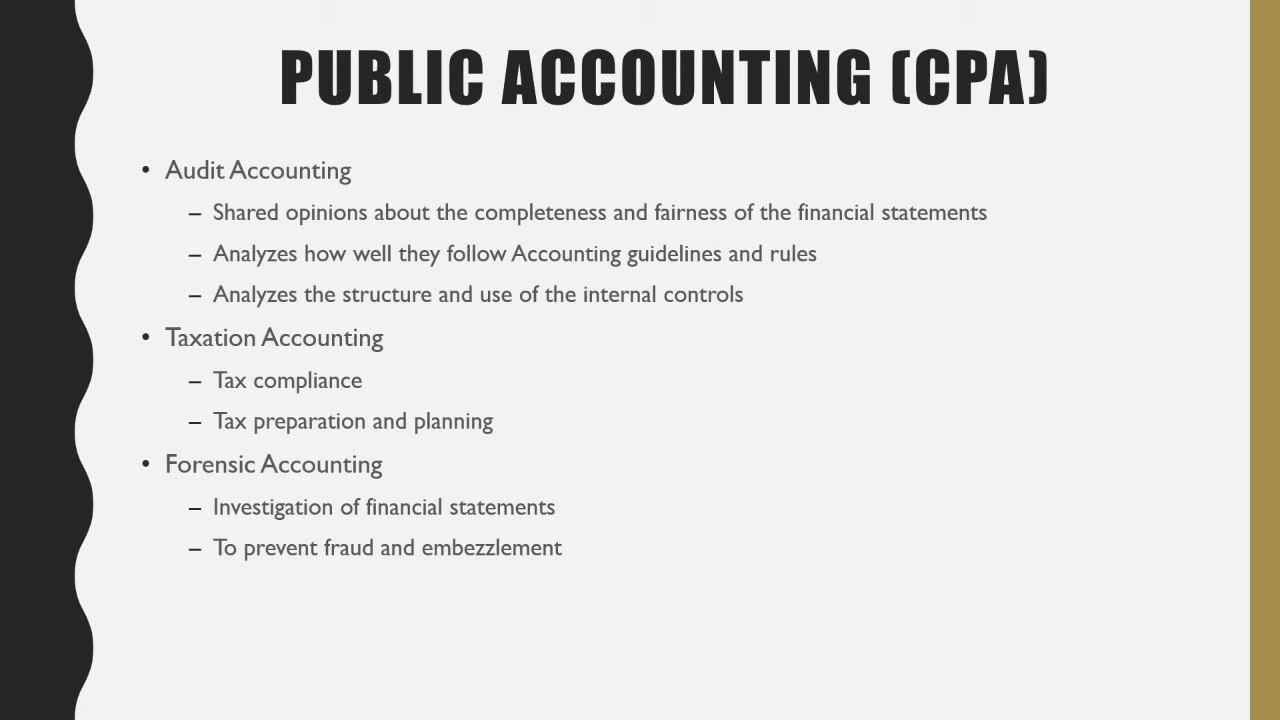 PUBLIC ACCOUNTING (CPA)
• Audit Accounting
– Shared opinions about the completeness and fairness of the financial statements
– Analyzes how well they follow Accounting guidelines and rules
– Analyzes the structure and use of the internal controls
• Taxation Accounting
– Tax compliance
– Tax preparation and planning
• Forensic Accounting
– Investigation of financial statements
– To prevent fraud and embezzlement